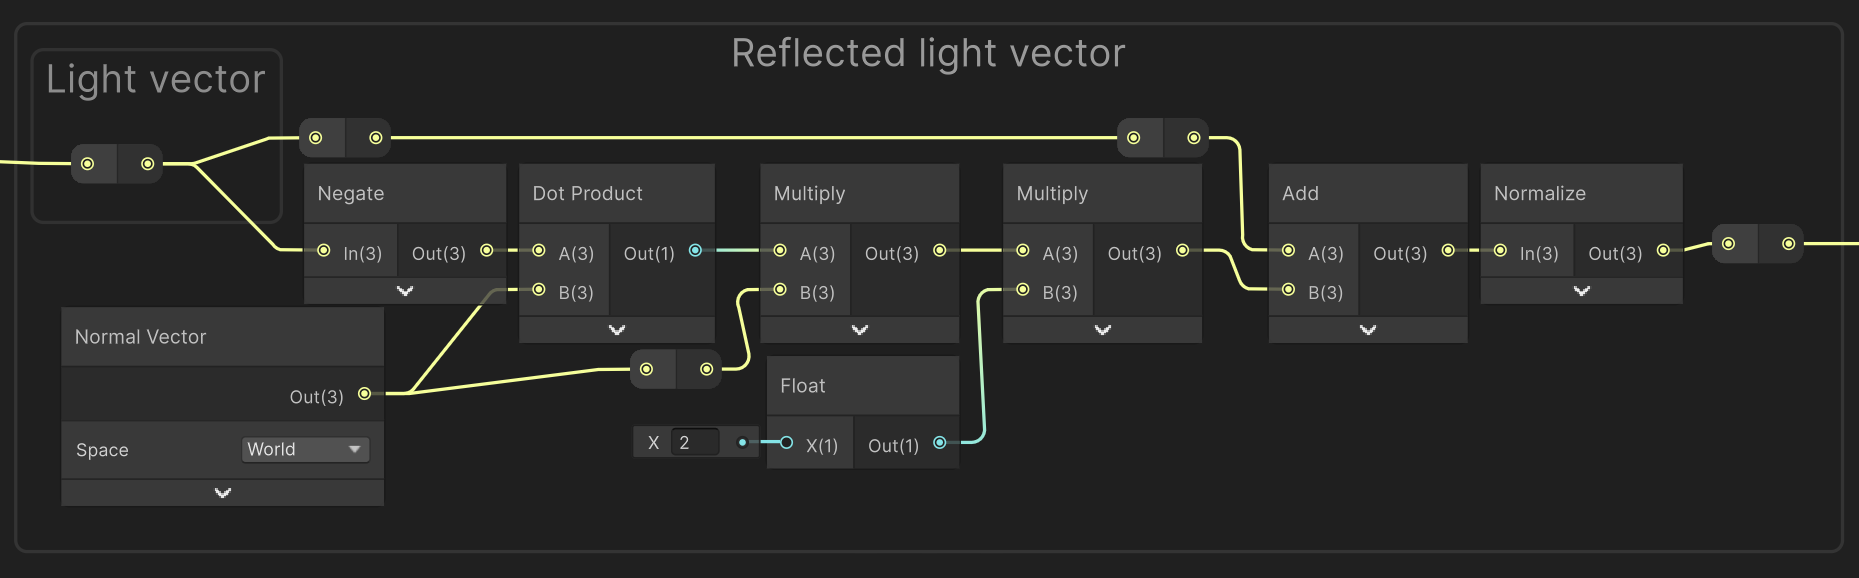 Reflected light vector
Light vector
Negate
In(3) Out(3)
Dot Product
A(3) Out(1)
B(3)
Multiply
A(3) Out(3)
B(3)
Multiply
A(3) Out(3)
B(3)
Add
A(3) Out(3)
B(3)
Normalize
In(3) Out(3)
Normal Vector
Out(3)
Space World
Float
X 2
X(1) Out(1)